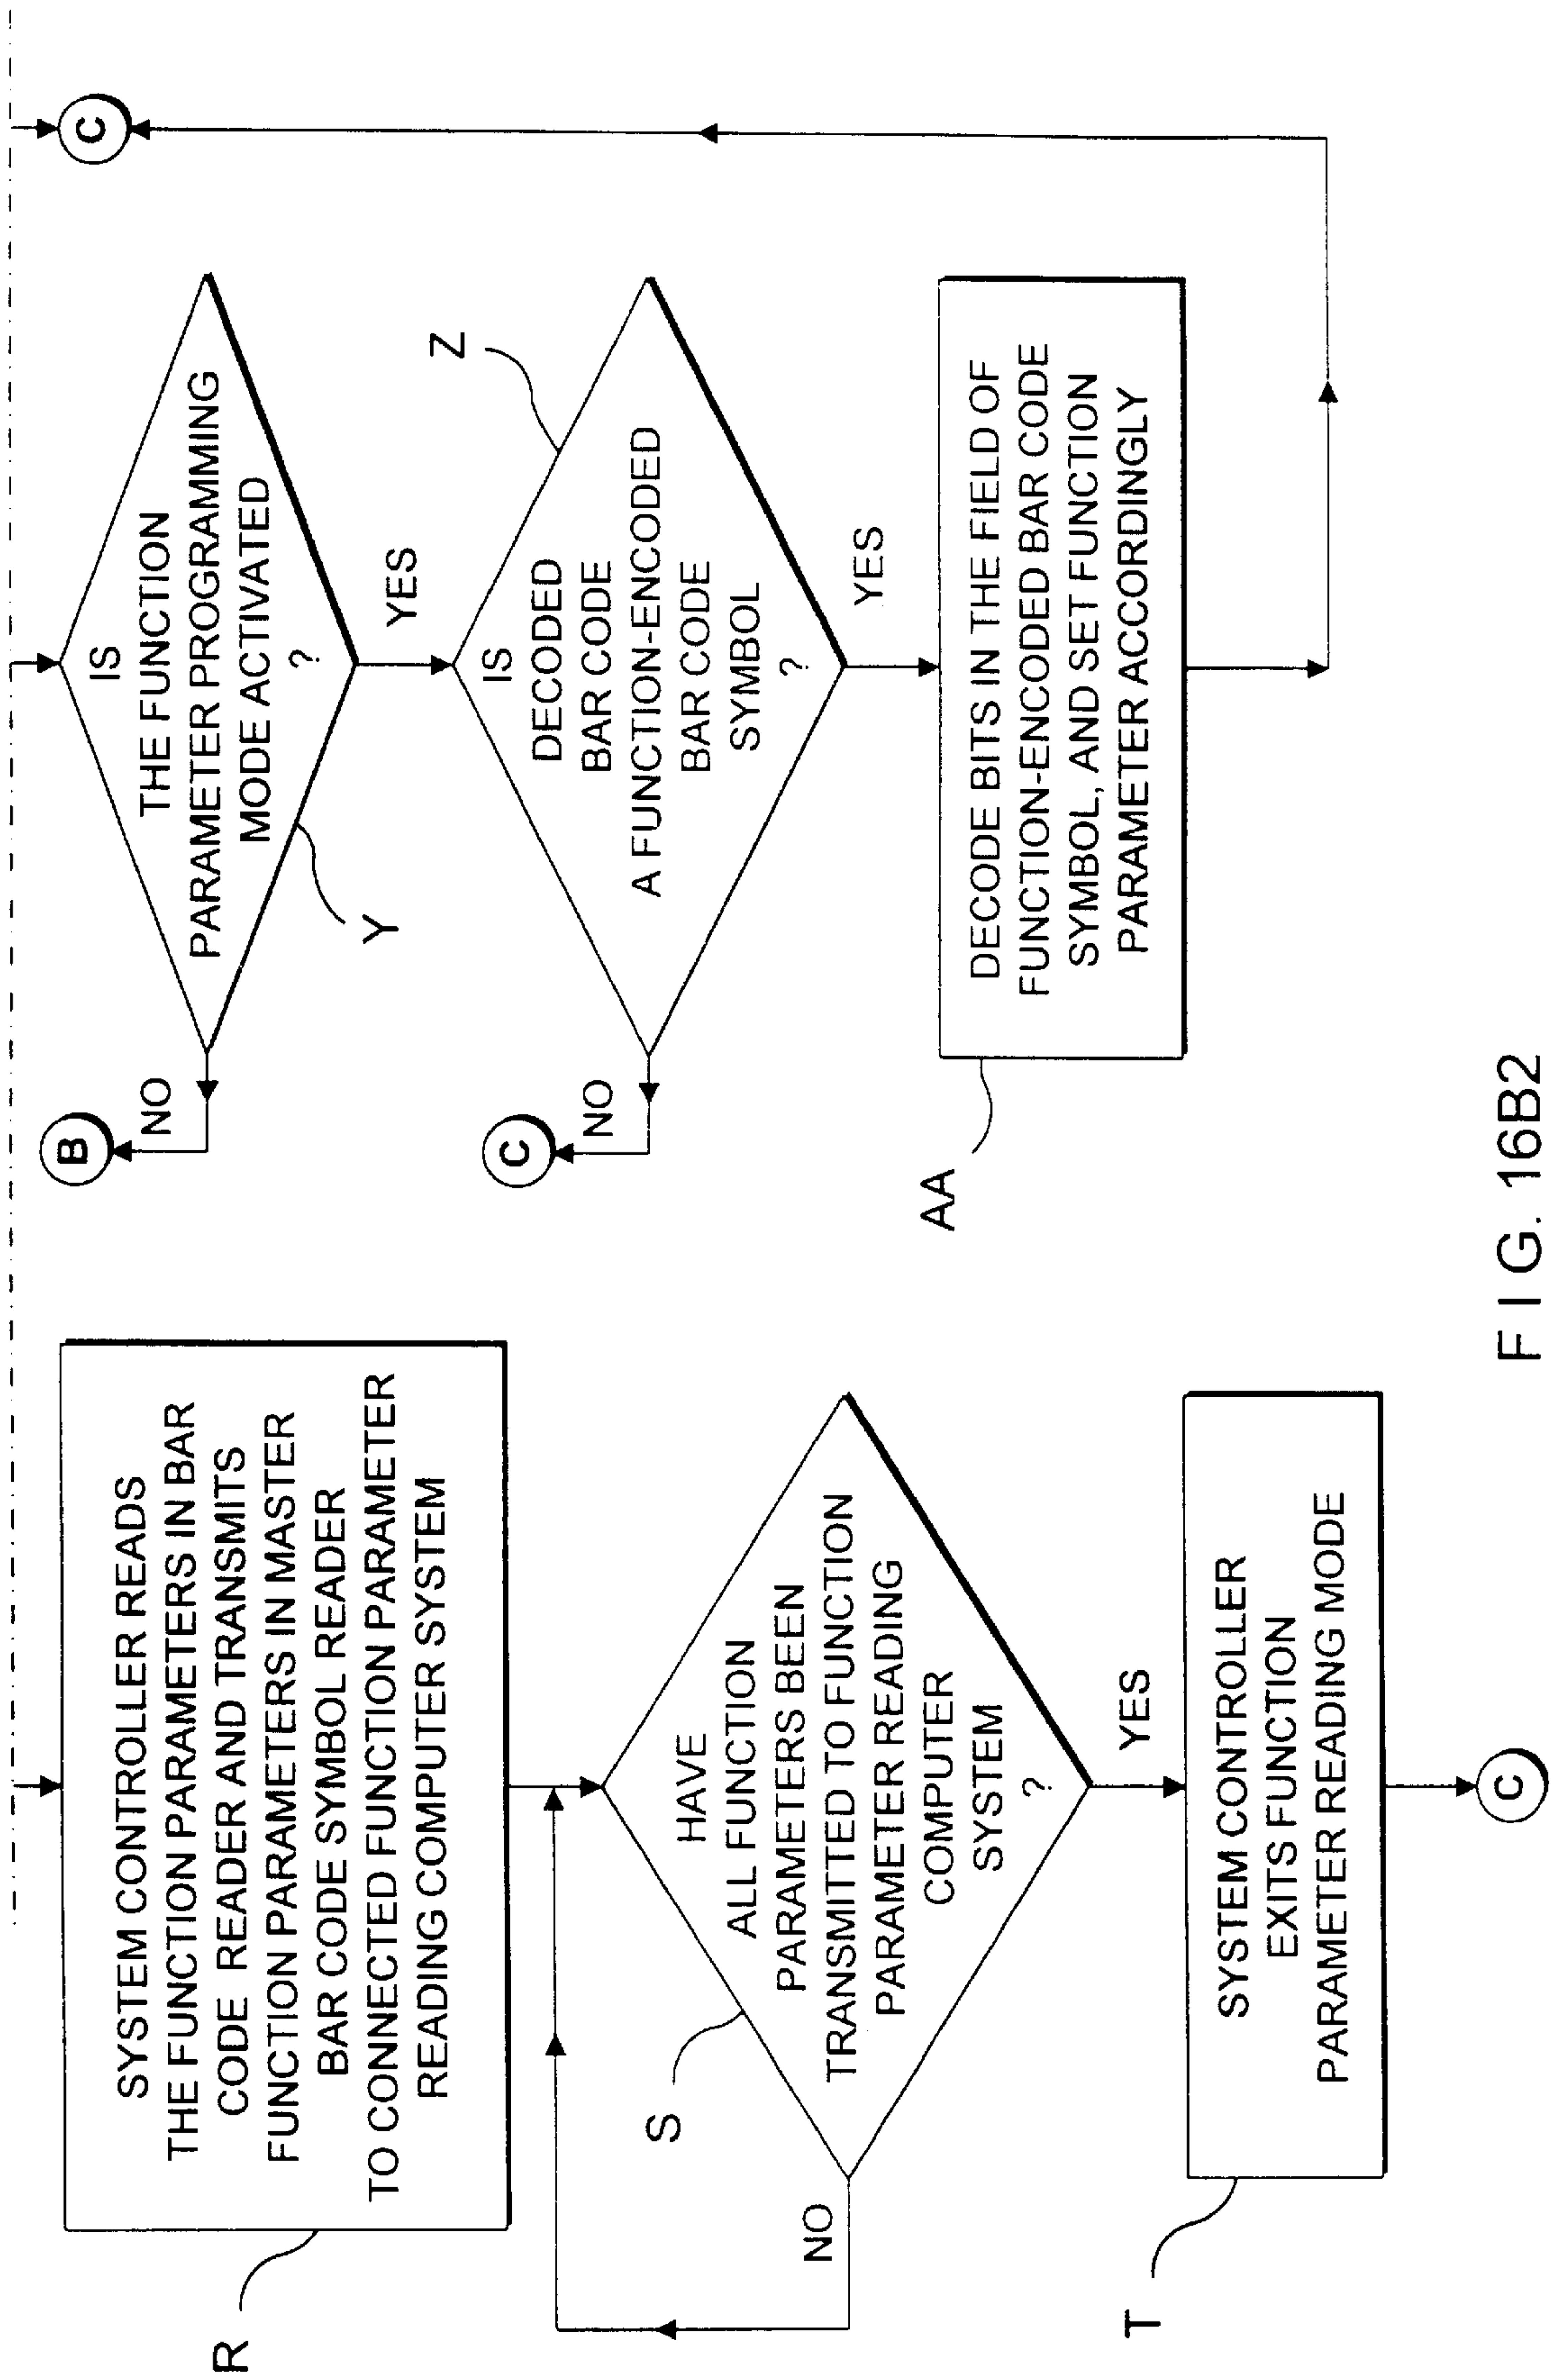 R
SYSTEM CONTROLLER READS
THE FUNCTION PARAMETERS IN BAR
CODE READER AND TRANSMITS
FUNCTION PARAMETERS IN MASTER
BAR CODE SYMBOL READER
TO CONNECTED FUNCTION PARAMETER
READING COMPUTER SYSTEM
S
HAVE
ALL FUNCTION
PARAMETERS BEEN
TRANSMITTED TO FUNCTION
PARAMETER READING
COMPUTER
SYSTEM
?
NO
YES
T
SYSTEM CONTROLLER
EXITS FUNCTION
PARAMETER READING MODE
C
B
NO
IS
THE FUNCTION
PARAMETER PROGRAMMING
MODE ACTIVATED
?
Y
YES
C
NO
Z
IS
DECODED
BAR CODE
A FUNCTION-ENCODED
BAR CODE
SYMBOL
?
YES
AA
DECODE BITS IN THE FIELD OF
FUNCTION-ENCODED BAR CODE
SYMBOL, AND SET FUNCTION
PARAMETER ACCORDINGLY
C
F I G. 16B2